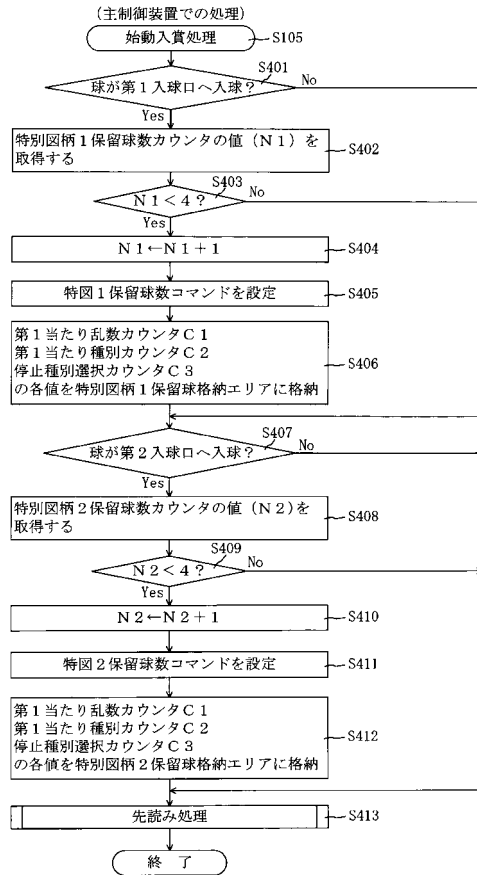 (主制御装置での処理)
始動入賞処理
S105
S401
球が第1入球口へ入球?
No
Yes
特別図柄1保留球数カウンタの値(N1)を
取得する
S402
S403
N1<4?
No
Yes
N1←N1+1
S404
特図1保留球数コマンドを設定
S405
第1当たり乱数カウンタC1
第1当たり種別カウンタC2
停止種別選択カウンタC3
の各値を特別図柄1保留球格納エリアに格納
S406
S407
球が第2入球口へ入球?
No
Yes
特別図柄2保留球数カウンタの値(N2)を
取得する
S408
S409
N2<4?
No
Yes
N2←N2+1
S410
特図2保留球数コマンドを設定
S411
第1当たり乱数カウンタC1
第1当たり種別カウンタC2
停止種別選択カウンタC3
の各値を特別図柄2保留球格納エリアに格納
S412
先読み処理
S413
終 了